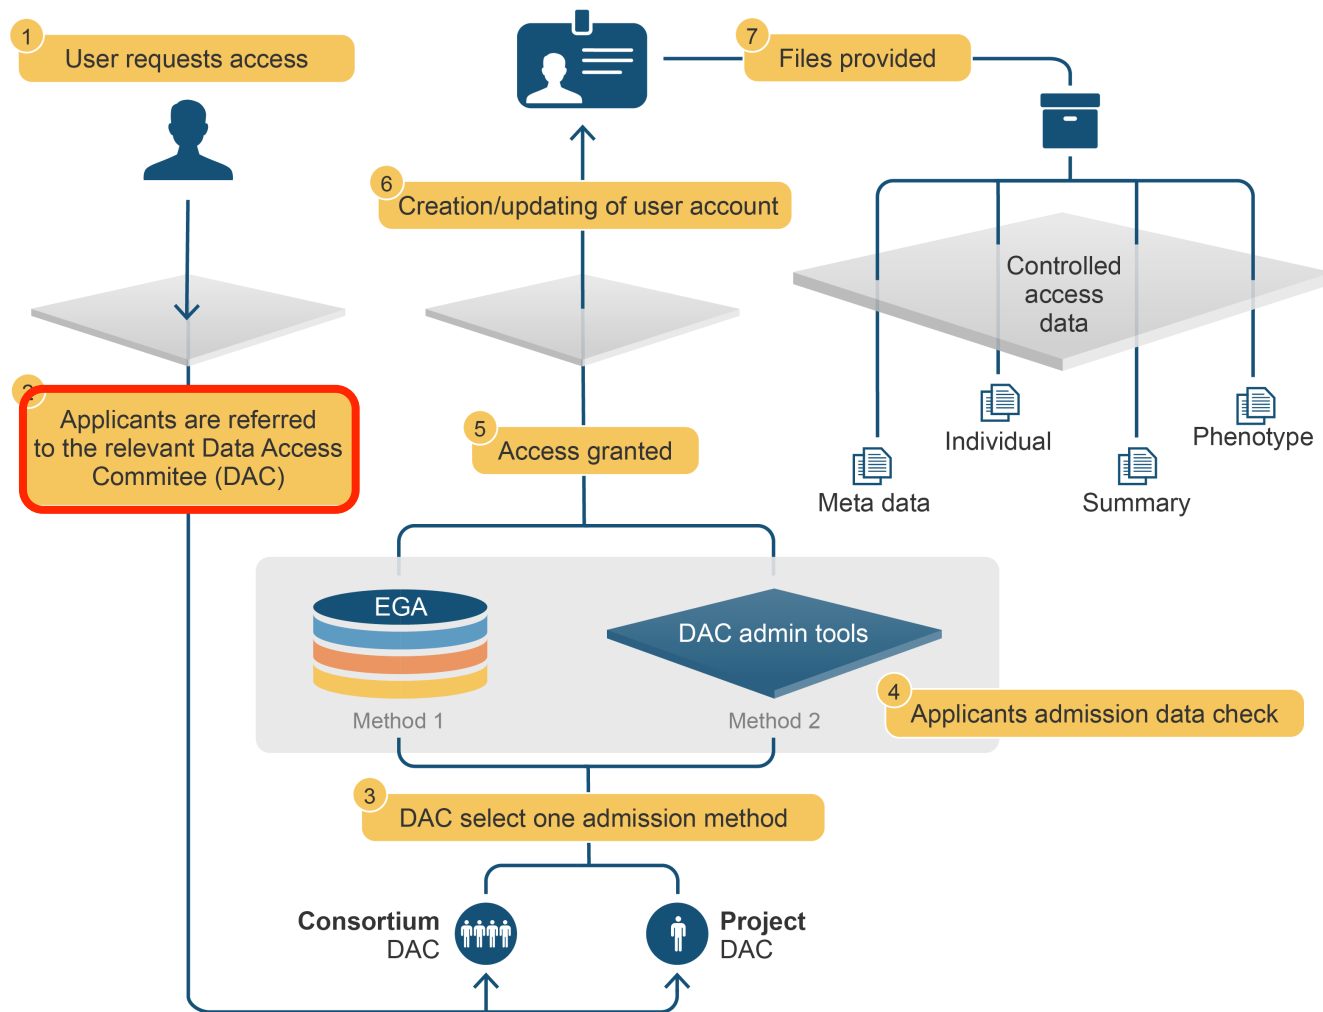 1
User requests access
2
Applicants are referred
to the relevant Data Access
Commitee (DAC)
3
DAC select one admission method
Consortium
DAC
Project
DAC
4
Applicants admission data check
EGA
Method 1
DAC admin tools
Method 2
5
Access granted
6
Creation/updating of user account
7
Files provided
Controlled
access
data
Meta data
Individual
Summary
Phenotype